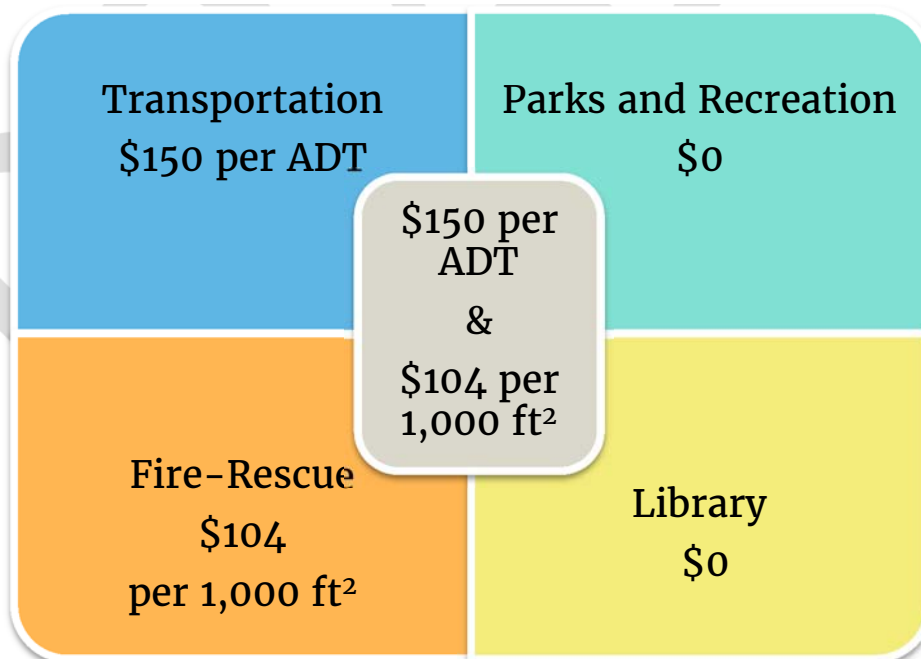 Transportation
$150 per ADT
Parks and Recreation
$0
$150 per
ADT
&
$104 per
1,000 ft²
Fire-Rescue
$104
per 1,000 ft²
Library
$0